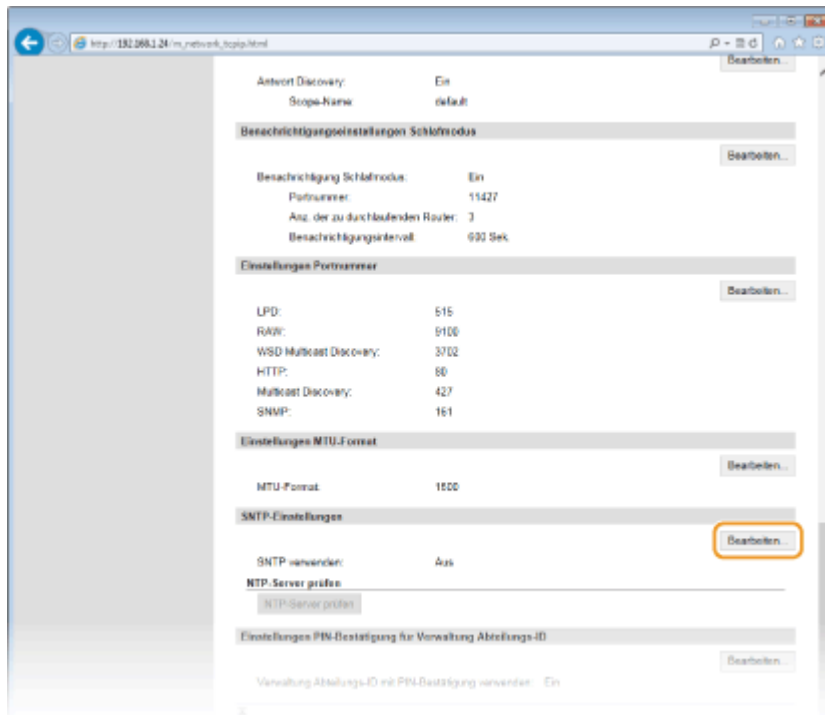 http://192.168.1.24/m_network_tcpip.html
Bearbeiten...
Antwort Discovery: Ein
Scope-Name: default
Benachrichtigungseinstellungen Schlafmodus
Bearbeiten...
Benachrichtigung Schlafmodus: Ein
Portnummer: 11427
Anz. der zu durchlaufenden Router: 3
Benachrichtigungsintervall: 600 Sek.
Einstellungen Portnummer
Bearbeiten...
LPD: 515
RAW: 9100
WSD Multicast Discovery: 3702
HTTP: 80
Multicast Discovery: 427
SNMP: 161
Einstellungen MTU-Format
Bearbeiten...
MTU-Format: 1500
SNTP-Einstellungen
Bearbeiten...
SNTP verwenden: Aus
NTP-Server prüfen
NTP-Server prüfen
Einstellungen PIN-Bestätigung für Verwaltung Abteilungs-ID
Bearbeiten...
Verwaltung Abteilungs-ID mit PIN-Bestätigung verwenden: Ein